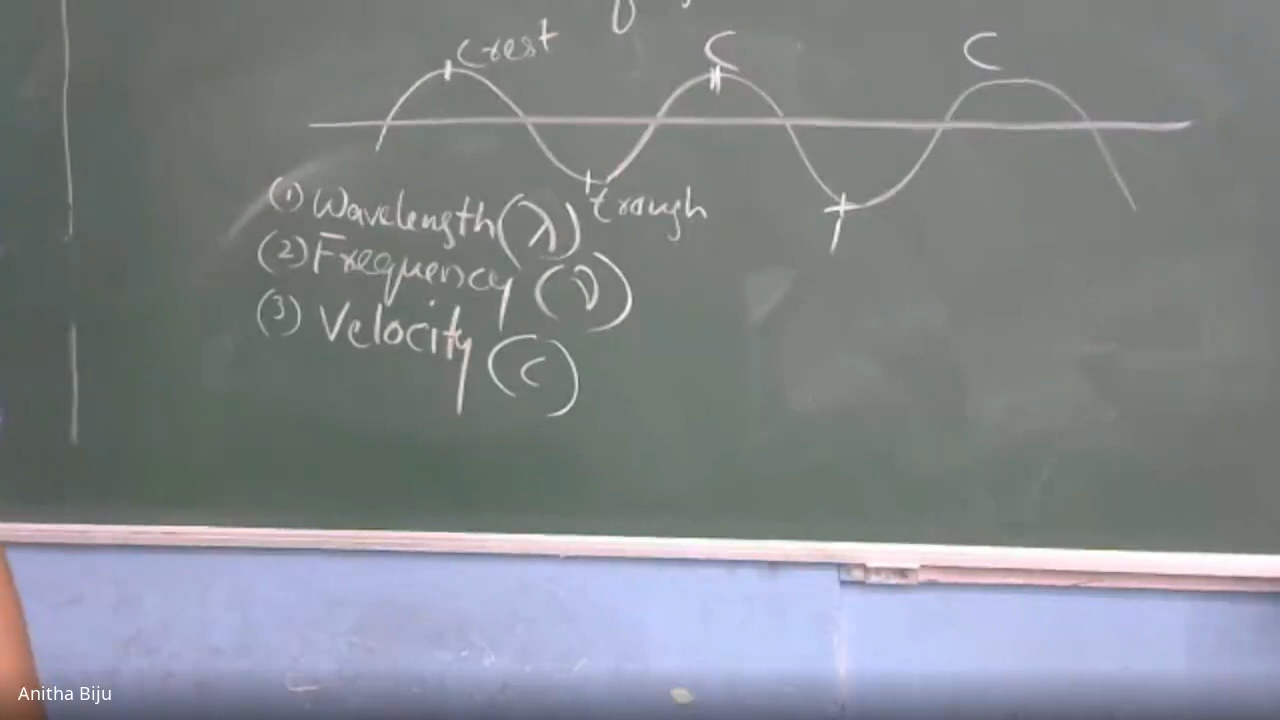 Crest
C
C
trough
T
(1) Wavelength (λ)
(2) Frequency (ν)
(3) Velocity (c)
Anitha Biju